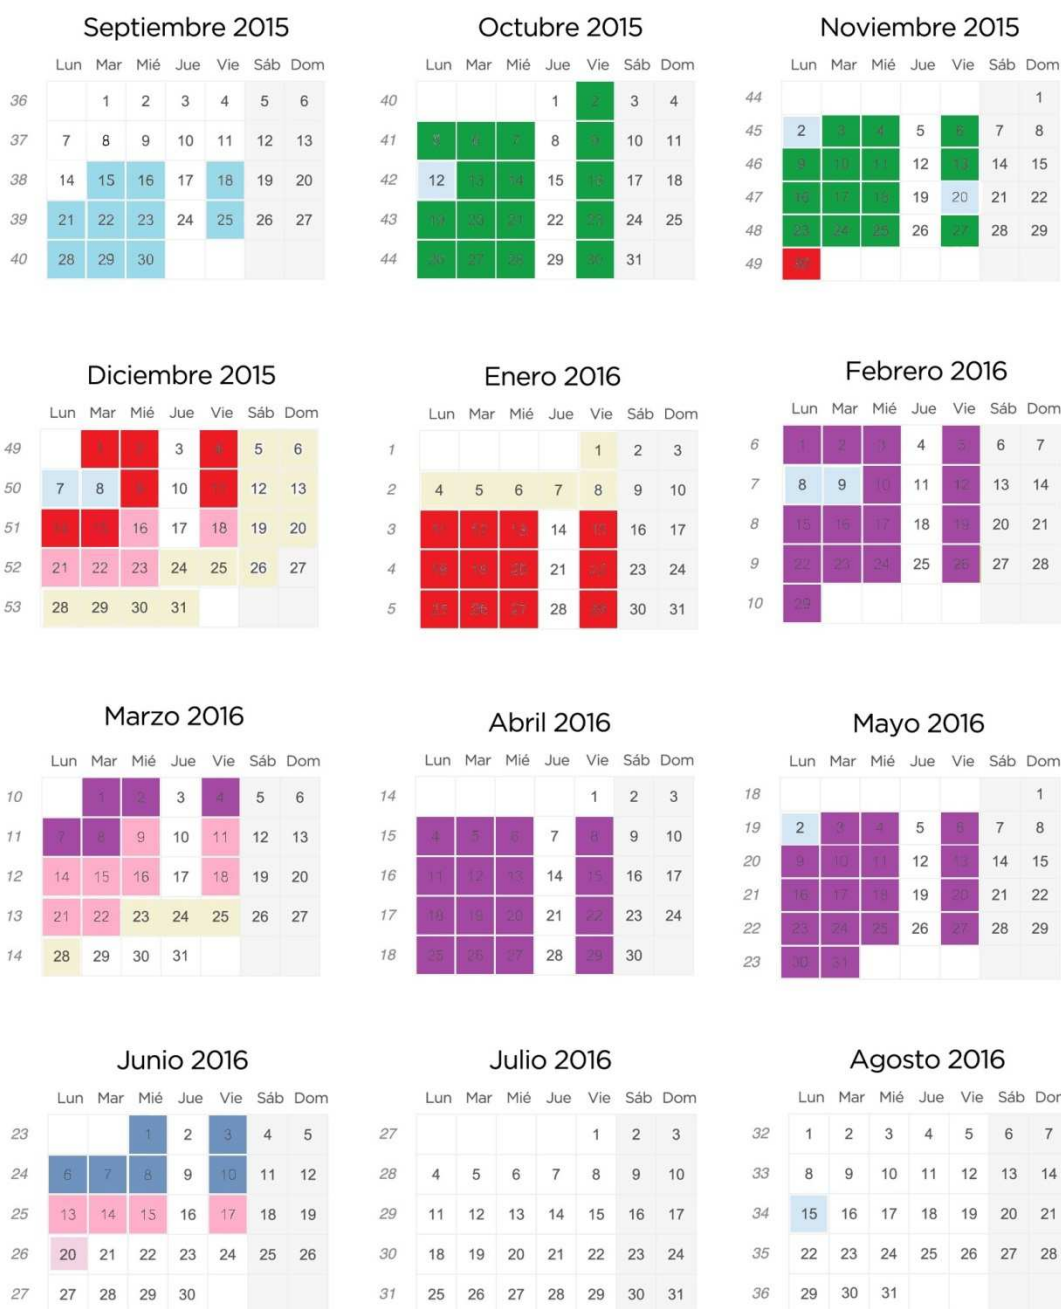 Septiembre 2015
Lun Mar Mié Jue Vie Sáb Dom
36 1 2 3 4 5 6
37 7 8 9 10 11 12 13
38 14 15 16 17 18 19 20
39 21 22 23 24 25 26 27
40 28 29 30
Octubre 2015
Lun Mar Mié Jue Vie Sáb Dom
40 1 2 3 4
41 5 6 7 8 9 10 11
42 12 13 14 15 16 17 18
43 19 20 21 22 23 24 25
44 26 27 28 29 30 31
Noviembre 2015
Lun Mar Mié Jue Vie Sáb Dom
44 1
45 2 3 4 5 6 7 8
46 9 10 11 12 13 14 15
47 16 17 18 19 20 21 22
48 23 24 25 26 27 28 29
49
Diciembre 2015
Lun Mar Mié Jue Vie Sáb Dom
49 1 2 3 4 5 6
50 7 8 9 10 11 12 13
51 14 15 16 17 18 19 20
52 21 22 23 24 25 26 27
53 28 29 30 31
Enero 2016
Lun Mar Mié Jue Vie Sáb Dom
1 1 2 3
2 4 5 6 7 8 9 10
3 11 12 13 14 15 16 17
4 18 19 20 21 22 23 24
5 25 26 27 28 29 30 31
Febrero 2016
Lun Mar Mié Jue Vie Sáb Dom
6 1 2 3 4 5 6 7
7 8 9 10 11 12 13 14
8 15 16 17 18 19 20 21
9 22 23 24 25 26 27 28
10 29
Marzo 2016
Lun Mar Mié Jue Vie Sáb Dom
10 1 2 3 4 5 6
11 7 8 9 10 11 12 13
12 14 15 16 17 18 19 20
13 21 22 23 24 25 26 27
14 28 29 30 31
Abril 2016
Lun Mar Mié Jue Vie Sáb Dom
14 1 2 3
15 4 5 6 7 8 9 10
16 11 12 13 14 15 16 17
17 18 19 20 21 22 23 24
18 25 26 27 28 29 30
Mayo 2016
Lun Mar Mié Jue Vie Sáb Dom
18 1
19 2 3 4 5 6 7 8
20 9 10 11 12 13 14 15
21 16 17 18 19 20 21 22
22 23 24 25 26 27 28 29
23 30 31
Junio 2016
Lun Mar Mié Jue Vie Sáb Dom
23 1 2 3 4 5
24 6 7 8 9 10 11 12
25 13 14 15 16 17 18 19
26 20 21 22 23 24 25 26
27 27 28 29 30
Julio 2016
Lun Mar Mié Jue Vie Sáb Dom
27 1 2 3
28 4 5 6 7 8 9 10
29 11 12 13 14 15 16 17
30 18 19 20 21 22 23 24
31 25 26 27 28 29 30 31
Agosto 2016
Lun Mar Mié Jue Vie Sáb Dom
32 1 2 3 4 5 6 7
33 8 9 10 11 12 13 14
34 15 16 17 18 19 20 21
35 22 23 24 25 26 27 28
36 29 30 31